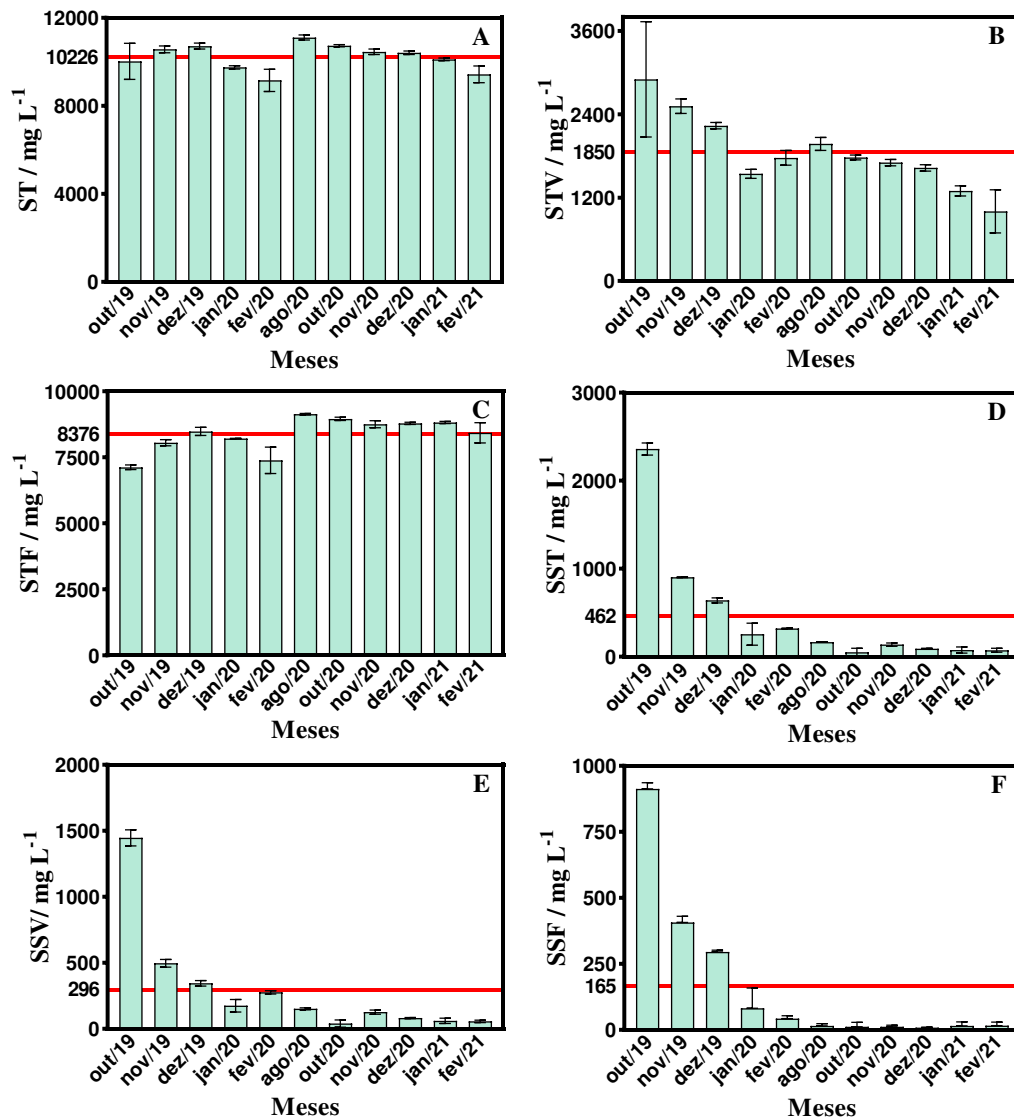 A
ST / mg L-1
12000
10226
8000
4000
0
out/19
nov/19
dez/19
jan/20
fev/20
ago/20
out/20
nov/20
dez/20
jan/21
fev/21
Meses
B
STV / mg L-1
3600
2400
1850
1200
0
out/19
nov/19
dez/19
jan/20
fev/20
ago/20
out/20
nov/20
dez/20
jan/21
fev/21
Meses
C
STF / mg L-1
10000
8376
7500
5000
2500
0
out/19
nov/19
dez/19
jan/20
fev/20
ago/20
out/20
nov/20
dez/20
jan/21
fev/21
Meses
D
SST / mg L-1
3000
2000
1000
462
0
out/19
nov/19
dez/19
jan/20
fev/20
ago/20
out/20
nov/20
dez/20
jan/21
fev/21
Meses
E
SSV/ mg L-1
2000
1500
1000
500
296
0
out/19
nov/19
dez/19
jan/20
fev/20
ago/20
out/20
nov/20
dez/20
jan/21
fev/21
Meses
F
SSF / mg L-1
1000
750
500
250
165
0
out/19
nov/19
dez/19
jan/20
fev/20
ago/20
out/20
nov/20
dez/20
jan/21
fev/21
Meses